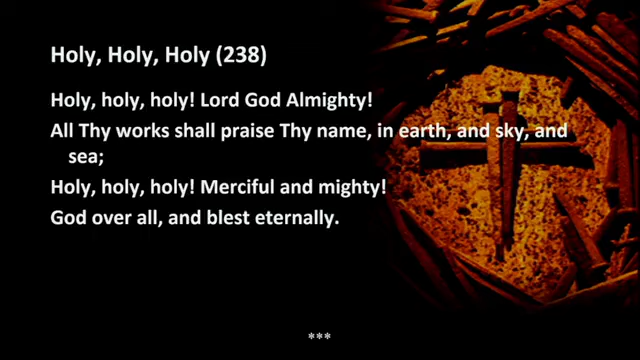 Holy, Holy, Holy (238)
Holy, holy, holy! Lord God Almighty!
All Thy works shall praise Thy name, in earth, and sky, and
sea;
Holy, holy, holy! Merciful and mighty!
God over all, and blest eternally.
***